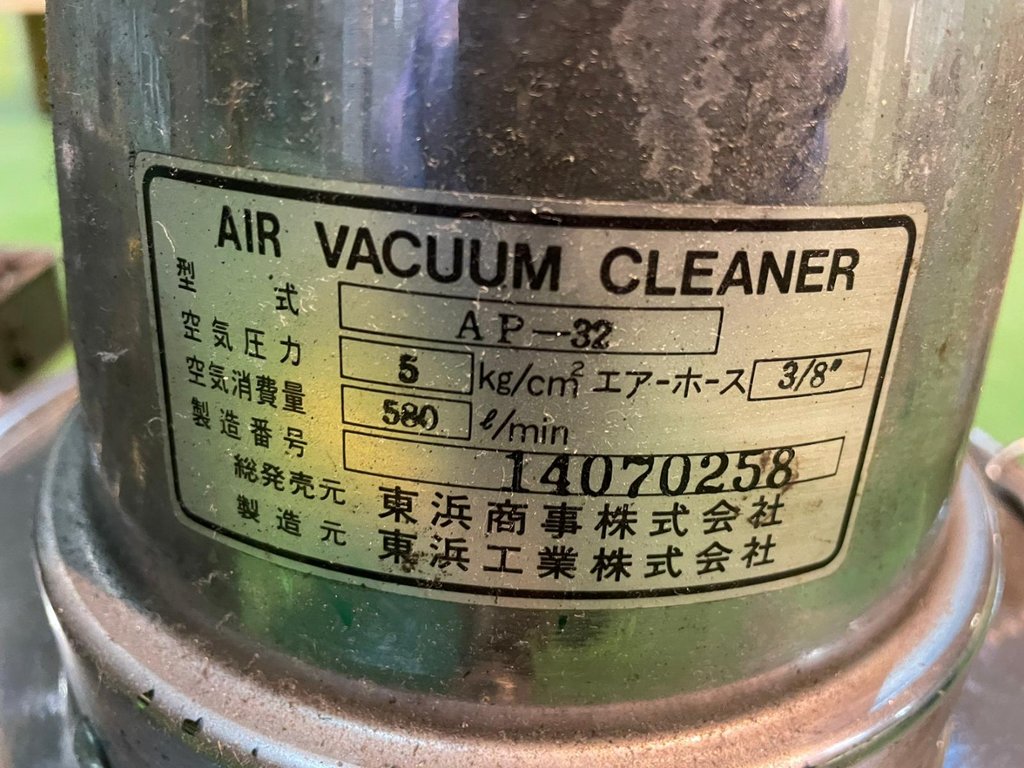 AIR VACUUM CLEANER
型式 AP-32
空気圧力 5 kg/cm² エアーホース 3/8"
空気消費量 580 ℓ/min
製造番号 14070258
総発売元 東浜商事株式会社
製造元 東浜工業株式会社